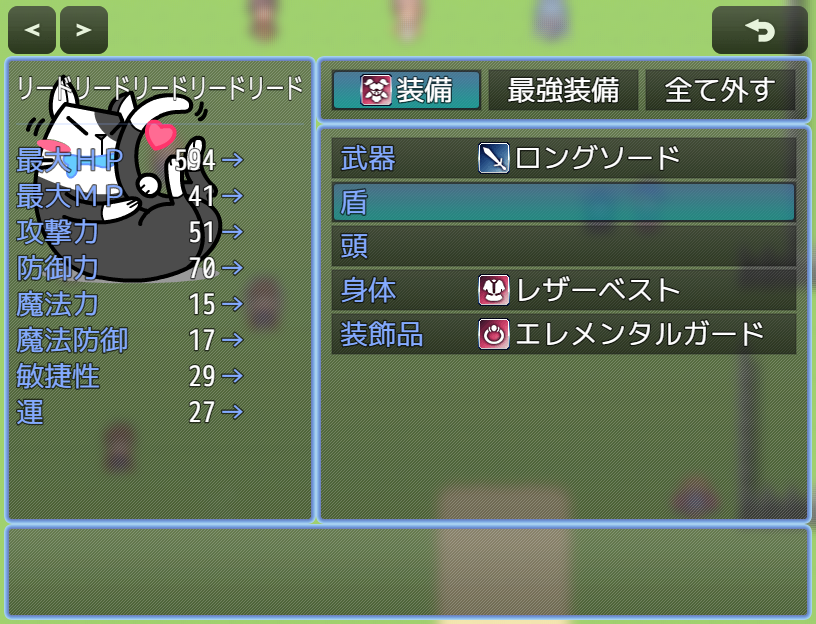 < >
リードリードリードリードリード
最大HP 594→
最大MP 41→
攻撃力 51→
防御力 70→
魔法力 15→
魔法防御 17→
敏捷性 29→
運 27→
装備 最強装備 全て外す
武器 ロングソード
盾
頭
身体 レザーベスト
装飾品 エレメンタルガード